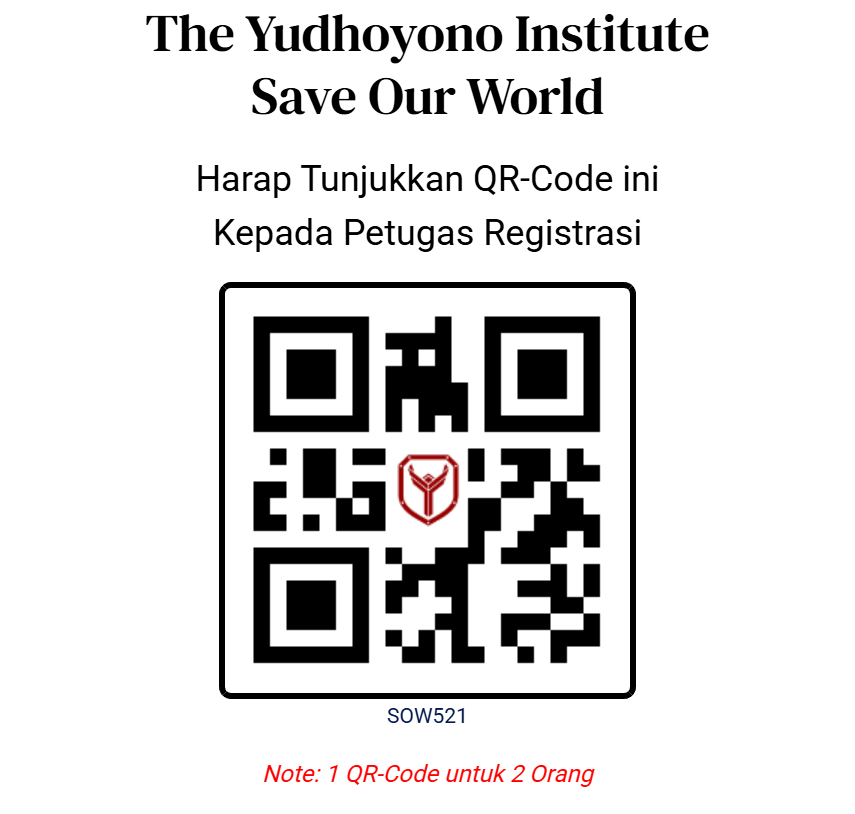 The Yudhoyono Institute
Save Our World
Harap Tunjukkan QR-Code ini
Kepada Petugas Registrasi
SOW521
Note: 1 QR-Code untuk 2 Orang